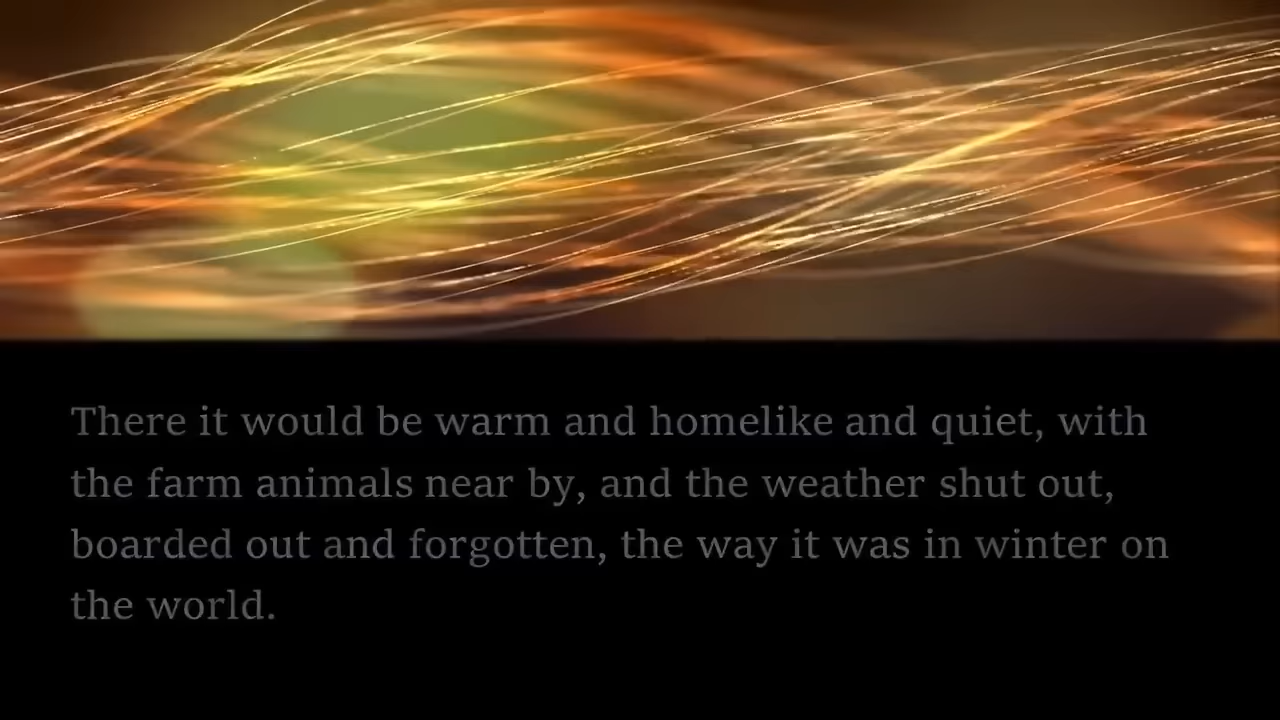 There it would be warm and homelike and quiet, with
the farm animals near by, and the weather shut out,
boarded out and forgotten, the way it was in winter on
the world.